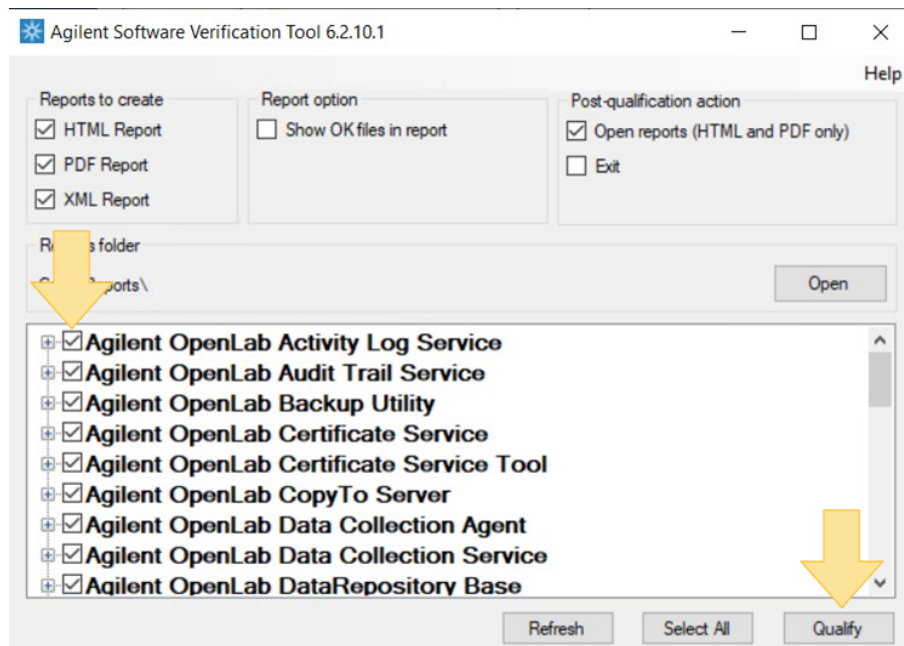 Agilent Software Verification Tool 6.2.10.1
Help
Reports to create
HTML Report
PDF Report
XML Report
Report option
Show OK files in report
Post-qualification action
Open reports (HTML and PDF only)
Exit
folder
Open
Agilent OpenLab Activity Log Service
Agilent OpenLab Audit Trail Service
Agilent OpenLab Backup Utility
Agilent OpenLab Certificate Service
Agilent OpenLab Certificate Service Tool
Agilent OpenLab CopyTo Server
Agilent OpenLab Data Collection Agent
Agilent OpenLab Data Collection Service
Agilent OpenLab DataRepository Base
Refresh
Select All
Qualify